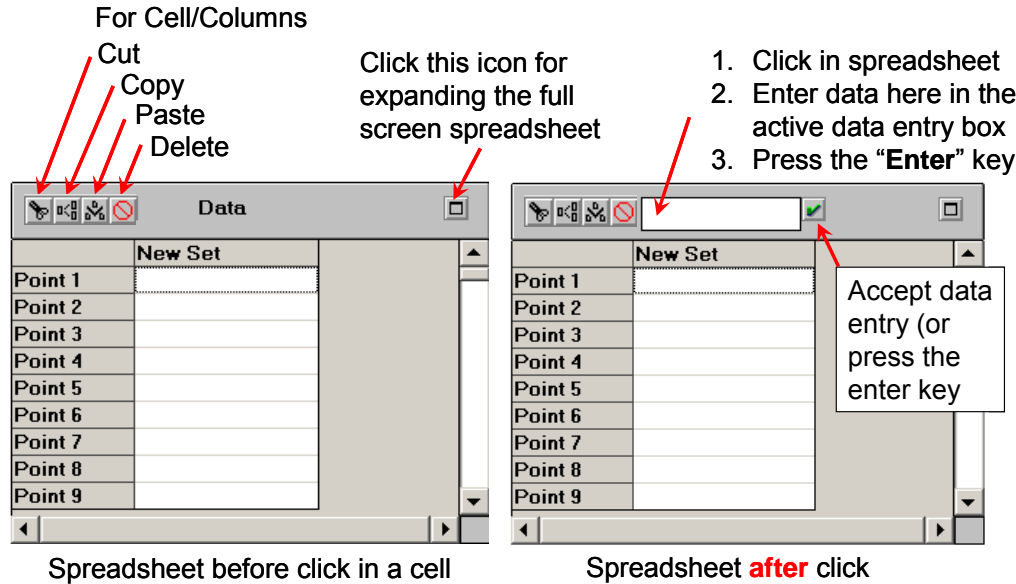 For Cell/Columns
Cut
Copy
Paste
Delete
Click this icon for
expanding the full
screen spreadsheet
1. Click in spreadsheet
2. Enter data here in the
active data entry box
3. Press the “Enter” key
Data
New Set
Point 1
Point 2
Point 3
Point 4
Point 5
Point 6
Point 7
Point 8
Point 9
Spreadsheet before click in a cell
New Set
Point 1
Point 2
Point 3
Point 4
Point 5
Point 6
Point 7
Point 8
Point 9
Accept data
entry (or
press the
enter key
Spreadsheet after click